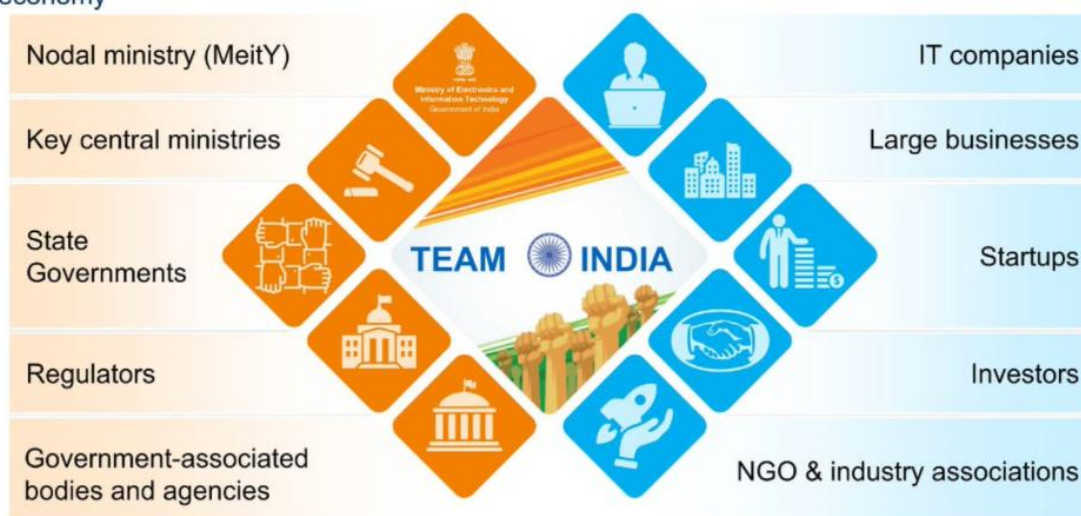 economy
Nodal ministry (MeitY)
Key central ministries
State
Governments
Regulators
Government-associated
bodies and agencies
Ministry of Electronics and
Information Technology
Government of India
TEAM INDIA
IT companies
Large businesses
Startups
Investors
NGO & industry associations